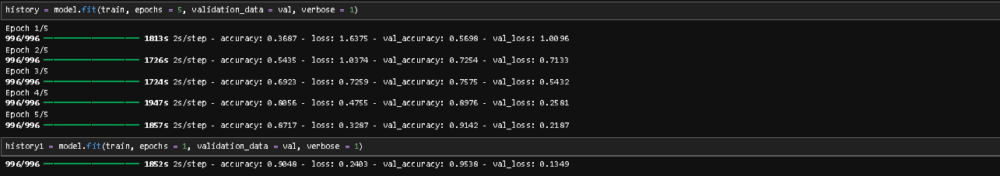 history = model.fit(train, epochs = 5, validation_data = val, verbose = 1)
Epoch 1/5
996/996 ━━━━━━━━━━━━━━━━━━━━ 1813s 2s/step - accuracy: 0.3687 - loss: 1.6375 - val_accuracy: 0.5698 - val_loss: 1.0096
Epoch 2/5
996/996 ━━━━━━━━━━━━━━━━━━━━ 1726s 2s/step - accuracy: 0.5435 - loss: 1.0374 - val_accuracy: 0.7254 - val_loss: 0.7133
Epoch 3/5
996/996 ━━━━━━━━━━━━━━━━━━━━ 1724s 2s/step - accuracy: 0.6923 - loss: 0.7259 - val_accuracy: 0.7575 - val_loss: 0.5432
Epoch 4/5
996/996 ━━━━━━━━━━━━━━━━━━━━ 1947s 2s/step - accuracy: 0.8056 - loss: 0.4755 - val_accuracy: 0.8976 - val_loss: 0.2581
Epoch 5/5
996/996 ━━━━━━━━━━━━━━━━━━━━ 1857s 2s/step - accuracy: 0.8717 - loss: 0.3287 - val_accuracy: 0.9142 - val_loss: 0.2187
history1 = model.fit(train, epochs = 1, validation_data = val, verbose = 1)
996/996 ━━━━━━━━━━━━━━━━━━━━ 1852s 2s/step - accuracy: 0.9048 - loss: 0.2403 - val_accuracy: 0.9538 - val_loss: 0.1349